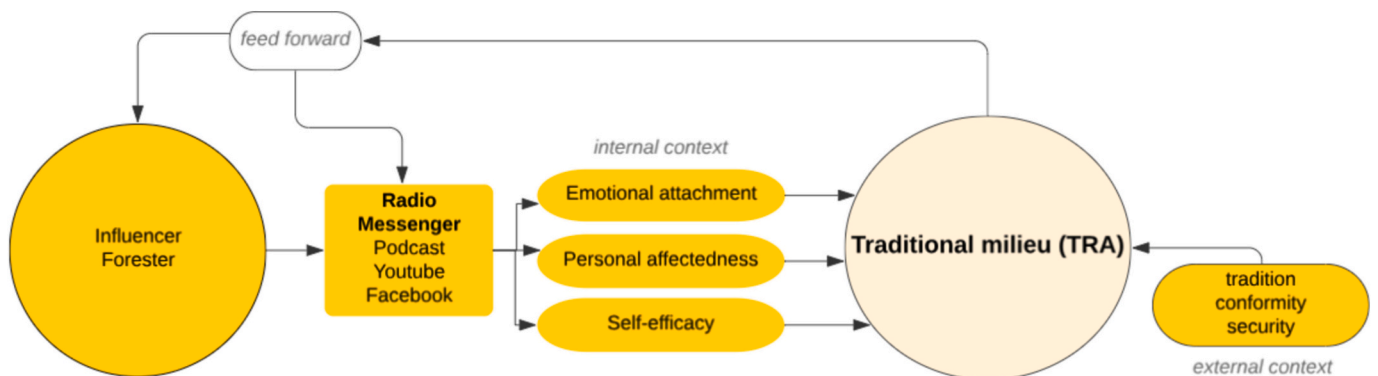 feed forward
Influencer
Forester
Radio
Messenger
Podcast
Youtube
Facebook
internal context
Emotional attachment
Personal affectedness
Self-efficacy
Traditional milieu (TRA)
tradition
conformity
security
external context